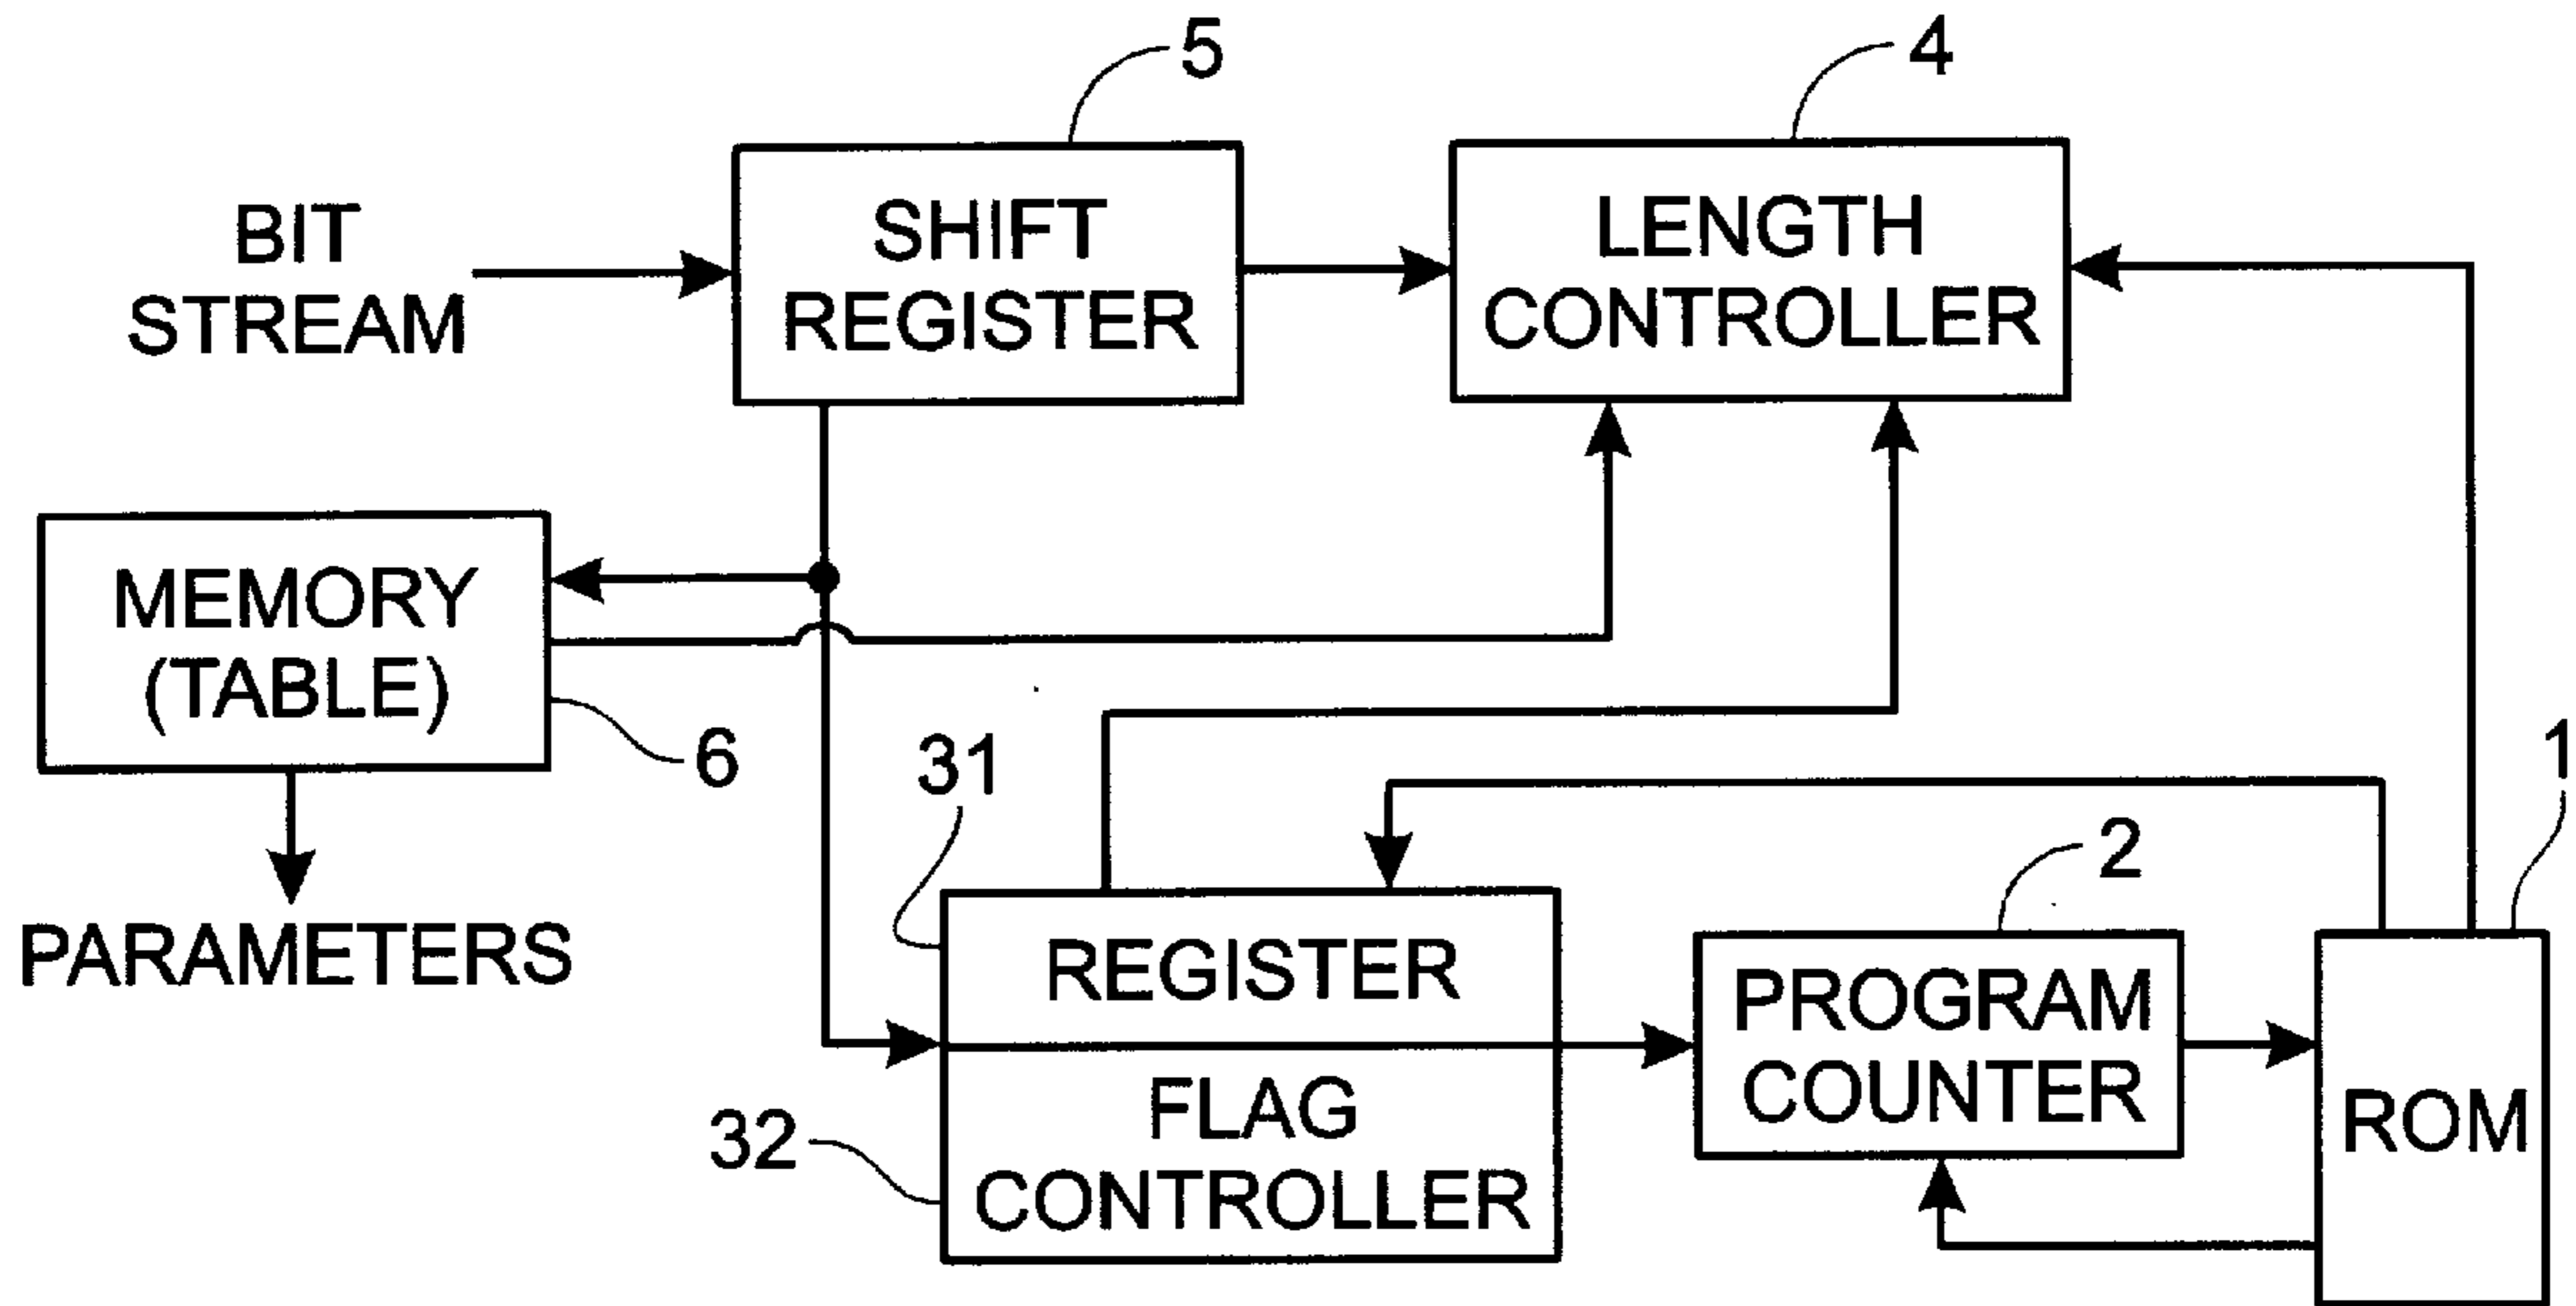 5
4
BIT
STREAM
SHIFT
REGISTER
LENGTH
CONTROLLER
MEMORY
(TABLE)
6
31
1
2
PARAMETERS
REGISTER
PROGRAM
COUNTER
32
FLAG
CONTROLLER
ROM